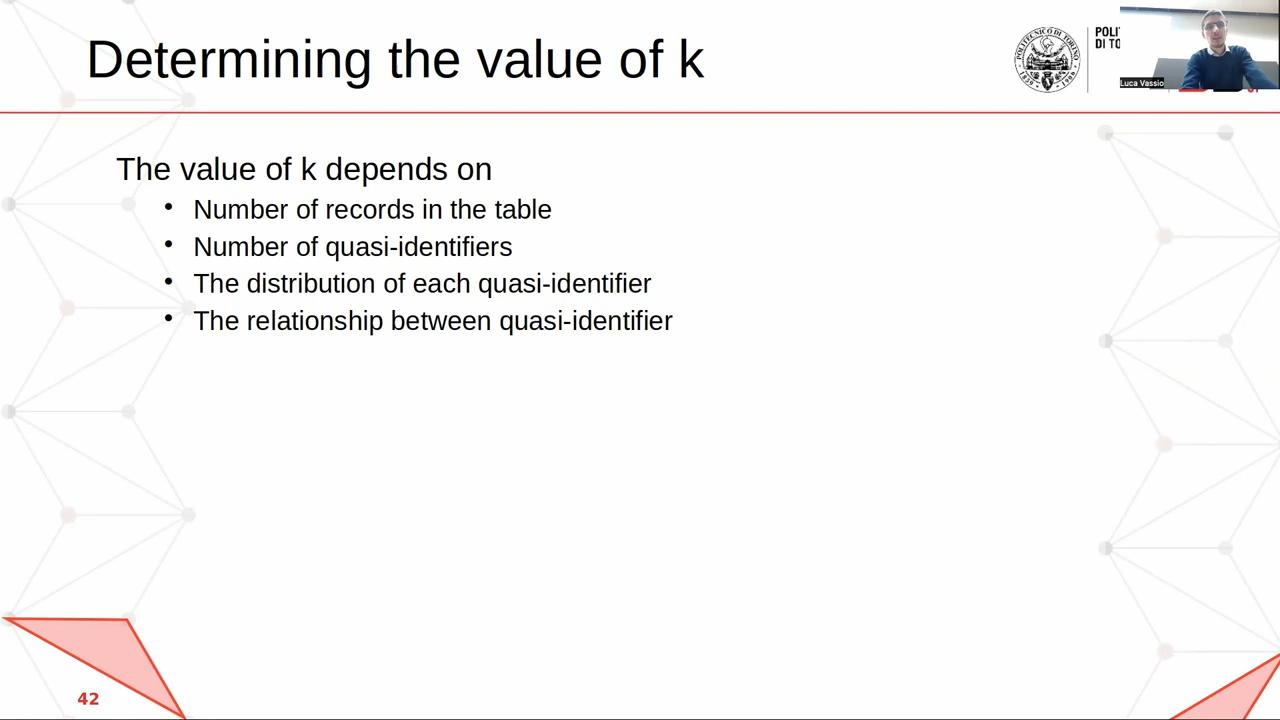 Determining the value of k
POLI
DI TO
Luca Vassio
The value of k depends on
• Number of records in the table
• Number of quasi-identifiers
• The distribution of each quasi-identifier
• The relationship between quasi-identifier
42